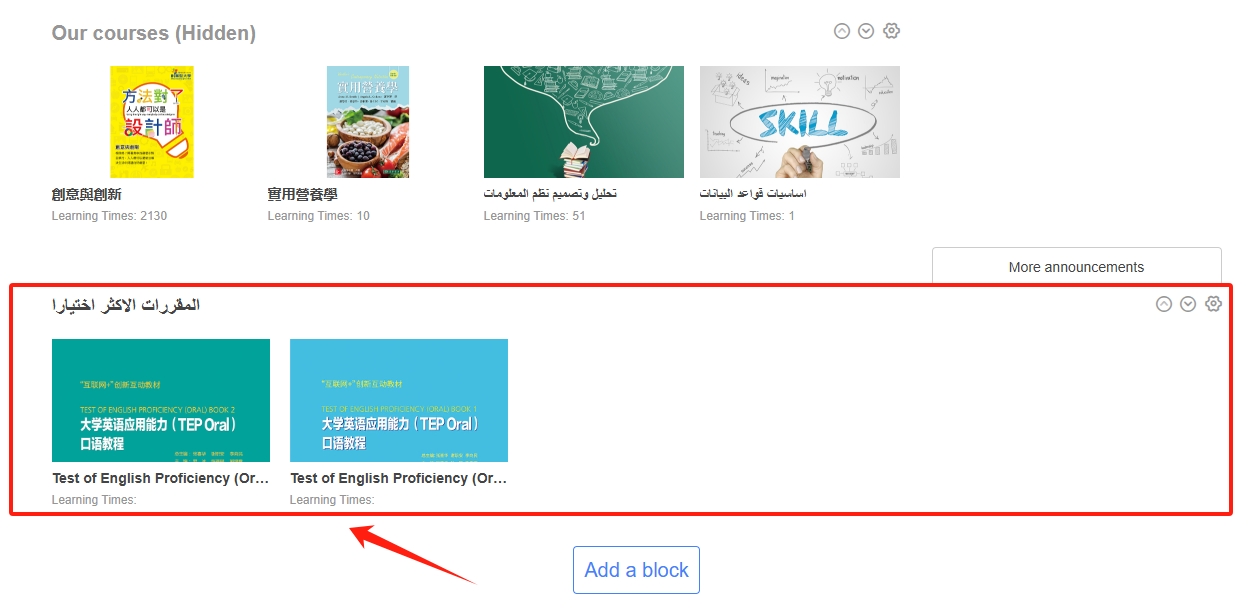 Our courses (Hidden)
方法對了
人人都可以是
設計師
實用營養學
ideas
SKILL
創意與創新
實用營養學
تحليل وتصميم نظم المعلومات
اساسيات قواعد البيانات
Learning Times: 2130
Learning Times: 10
Learning Times: 51
Learning Times: 1
More announcements
المقررات الاكثر اختيارا
"互联网+"创新互动教材
TEST OF ENGLISH PROFICIENCY (ORAL) BOOK 2
大学英语应用能力（TEP Oral）
口语教程
"互联网+"创新互动教材
TEST OF ENGLISH PROFICIENCY (ORAL) BOOK 1
大学英语应用能力（TEP Oral）
口语教程
Test of English Proficiency (Or...
Test of English Proficiency (Or...
Learning Times:
Learning Times:
Add a block